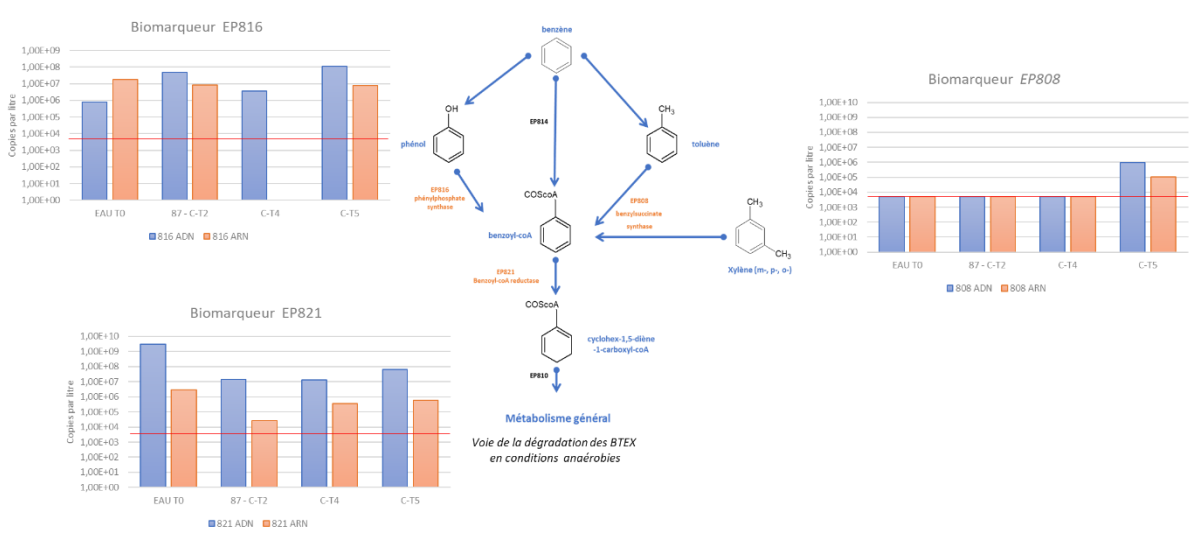 Biomarqueur EP816
1,00E+09
1,00E+08
1,00E+07
1,00E+06
1,00E+05
1,00E+04
1,00E+03
1,00E+02
1,00E+01
1,00E+00
Copies par litre
EAU T0
87 - C-T2
C-T4
C-T5
816 ADN
816 ARN
benzène
OH
phénol
EP814
CH3
toluène
EP816
phénylphosphate
synthase
COScoA
benzoyl-coA
EP808
benzylsuccinate
synthase
CH3
CH3
Xylène (m-, p-, o-)
EP821
Benzoyl-coA reductase
COScoA
cyclohex-1,5-diène
-1-carboxyl-coA
EP810
Métabolisme général
Voie de la dégradation des BTEX
en conditions anaérobies
Biomarqueur EP808
1,00E+10
1,00E+09
1,00E+08
1,00E+07
1,00E+06
1,00E+05
1,00E+04
1,00E+03
1,00E+02
1,00E+01
1,00E+00
Copies par litre
EAU T0
87 - C-T2
C-T4
C-T5
808 ADN
808 ARN
Biomarqueur EP821
1,00E+10
1,00E+09
1,00E+08
1,00E+07
1,00E+06
1,00E+05
1,00E+04
1,00E+03
1,00E+02
1,00E+01
1,00E+00
Copies par litre
EAU T0
87 - C-T2
C-T4
C-T5
821 ADN
821 ARN